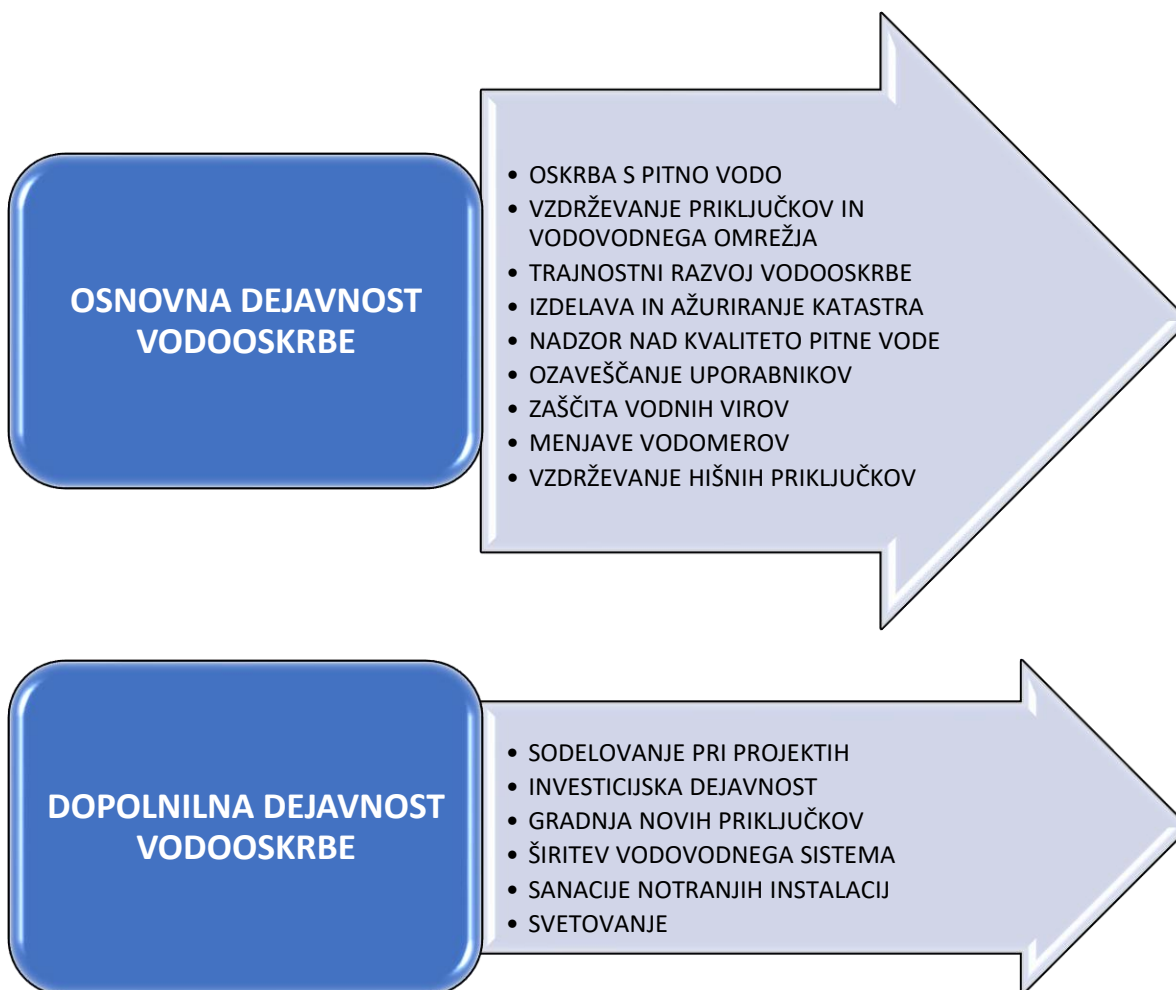 OSNOVNA DEJAVNOST
VODOOSKRBE
• OSKRBA S PITNO VODO
• VZDRŽEVANJE PRIKLJUČKOV IN
VODOVODNEGA OMREŽJA
• TRAJNOSTNI RAZVOJ VODOOSKRBE
• IZDELAVA IN AŽURIRANJE KATASTRA
• NADZOR NAD KVALITETO PITNE VODE
• OZAVEŠČANJE UPORABNIKOV
• ZAŠČITA VODNIH VIROV
• MENJAVE VODOMEROV
• VZDRŽEVANJE HIŠNIH PRIKLJUČKOV
DOPOLNILNA DEJAVNOST
VODOOSKRBE
• SODELOVANJE PRI PROJEKTIH
• INVESTICIJSKA DEJAVNOST
• GRADNJA NOVIH PRIKLJUČKOV
• ŠIRITEV VODOVODNEGA SISTEMA
• SANACIJE NOTRANJIH INSTALACIJ
• SVETOVANJE